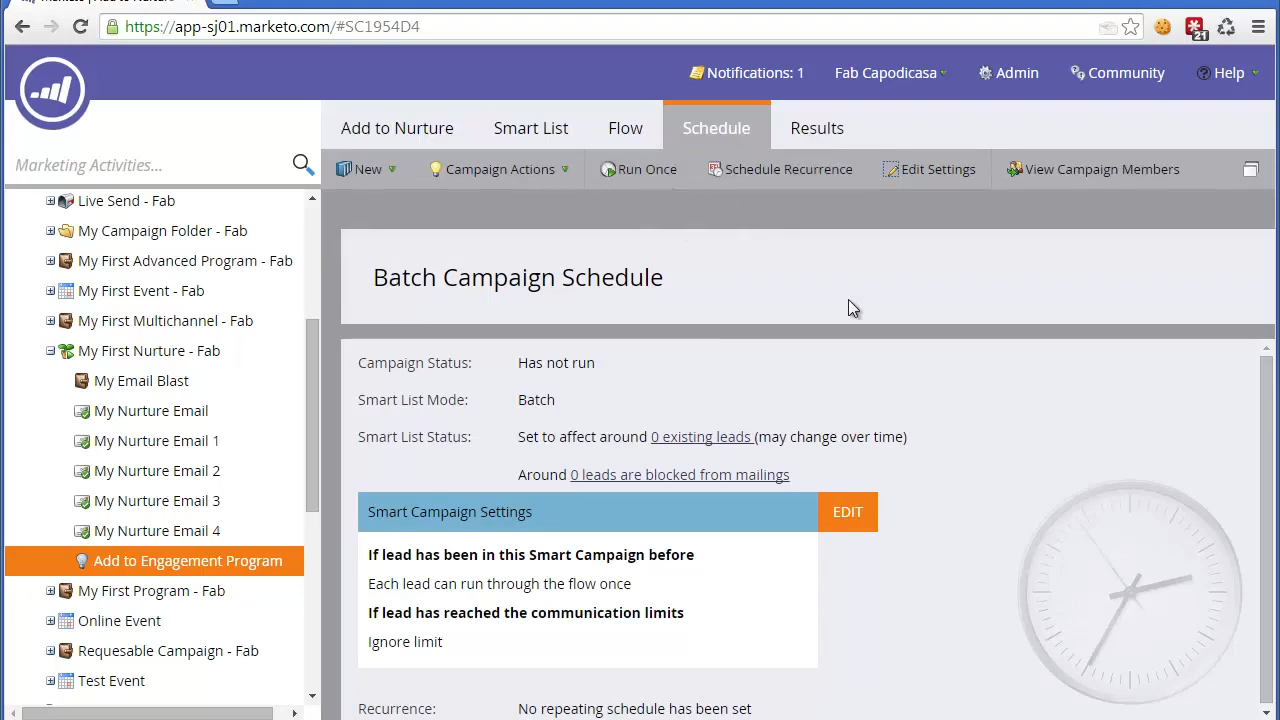 https://app-sj01.marketo.com/#SC1954D4
21
Notifications: 1
Fab Capodicasa
Admin
Community
Help
Marketing Activities...
Add to Nurture
Smart List
Flow
Schedule
Results
New
Campaign Actions
Run Once
Schedule Recurrence
Edit Settings
View Campaign Members
Live Send - Fab
My Campaign Folder - Fab
My First Advanced Program - Fab
My First Event - Fab
My First Multichannel - Fab
My First Nurture - Fab
My Email Blast
My Nurture Email
My Nurture Email 1
My Nurture Email 2
My Nurture Email 3
My Nurture Email 4
Add to Engagement Program
My First Program - Fab
Online Event
Requesable Campaign - Fab
Test Event
Batch Campaign Schedule
Campaign Status: Has not run
Smart List Mode: Batch
Smart List Status: Set to affect around 0 existing leads (may change over time)
Around 0 leads are blocked from mailings
Smart Campaign Settings EDIT
If lead has been in this Smart Campaign before
Each lead can run through the flow once
If lead has reached the communication limits
Ignore limit
Recurrence: No repeating schedule has been set